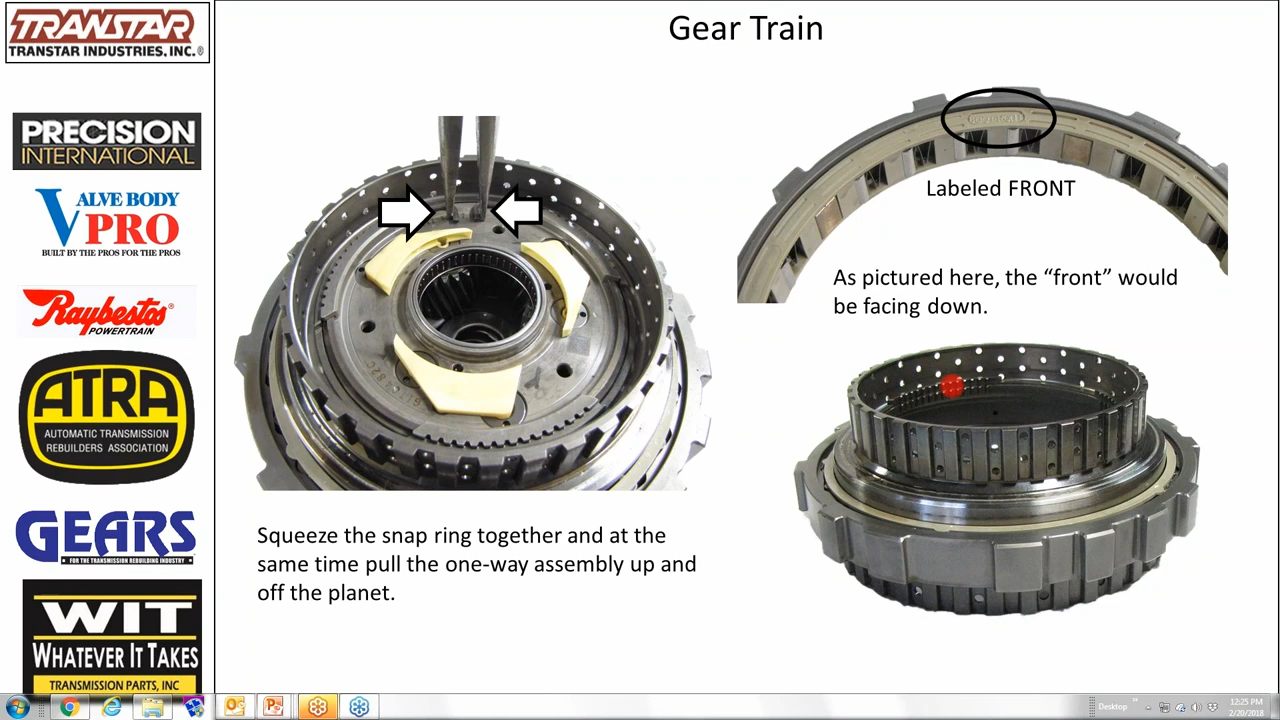 TRANSTAR
TRANSTAR INDUSTRIES, INC.®
PRECISION
INTERNATIONAL
VALVE BODY
PRO
BUILT BY THE PROS FOR THE PROS
Raybestos®
POWERTRAIN
ATRA
AUTOMATIC TRANSMISSION
REBUILDERS ASSOCIATION
GEARS
FOR THE TRANSMISSION REBUILDING INDUSTRY
WIT
WHATEVER IT TAKES
TRANSMISSION PARTS, INC
Gear Train
Labeled FRONT
As pictured here, the “front” would
be facing down.
Squeeze the snap ring together and at the
same time pull the one-way assembly up and
off the planet.
Desktop
12:25 PM
2/20/2018